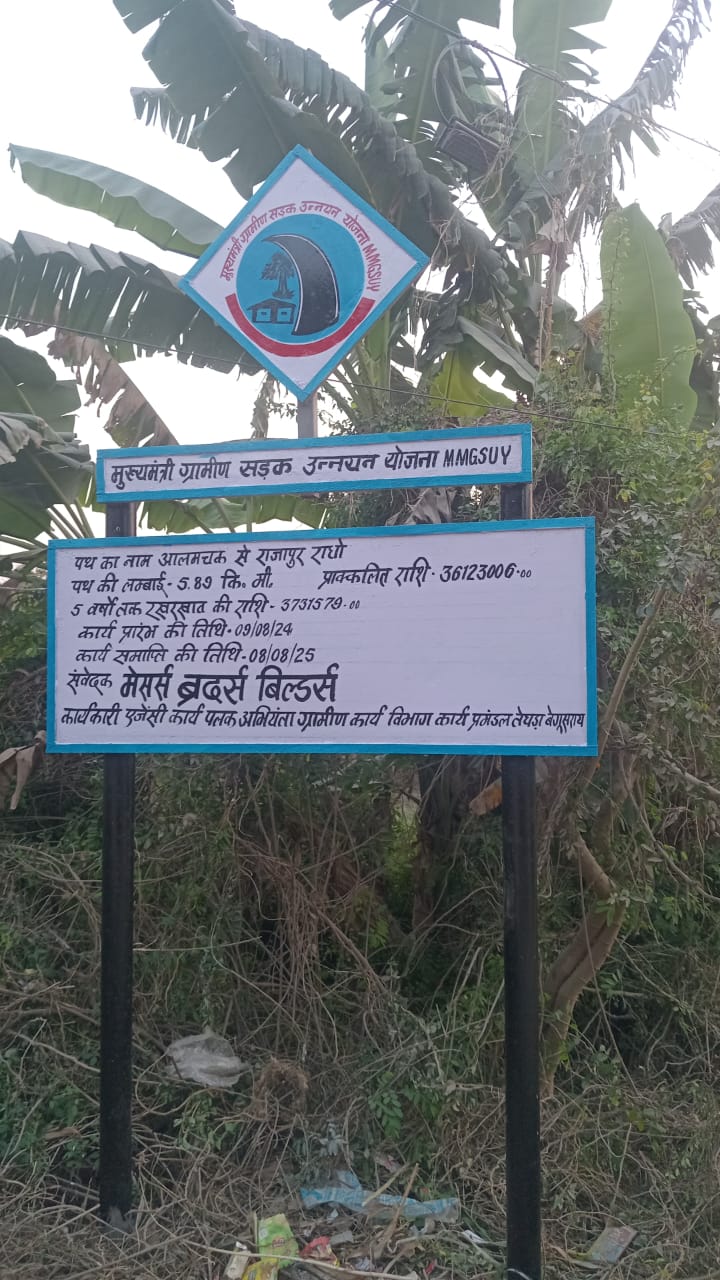 मुख्यमंत्री ग्रामीण सड़क उन्नयन योजना MMGSUY
मुख्यमंत्री ग्रामीण सड़क उन्नयन योजना MMGSUY
पथ का नाम आलमचक से राजापुर राघो
पथ की लम्बाई - 5.89 कि. मी. प्राक्कलित राशि - 36123006.00
5 वर्षो तक रखरखाव की राशि - 3731579.00
कार्य प्रारंभ की तिथि - 09/08/24
कार्य समाप्ति की तिथि - 08/08/25
संवेदक मेसर्स ब्रदर्स बिल्डर्स
कार्यकारी एजेंसी कार्य पलक अभियंता ग्रामीण कार्य विभाग कार्य प्रमंडल तेघड़ा बेगूसराय